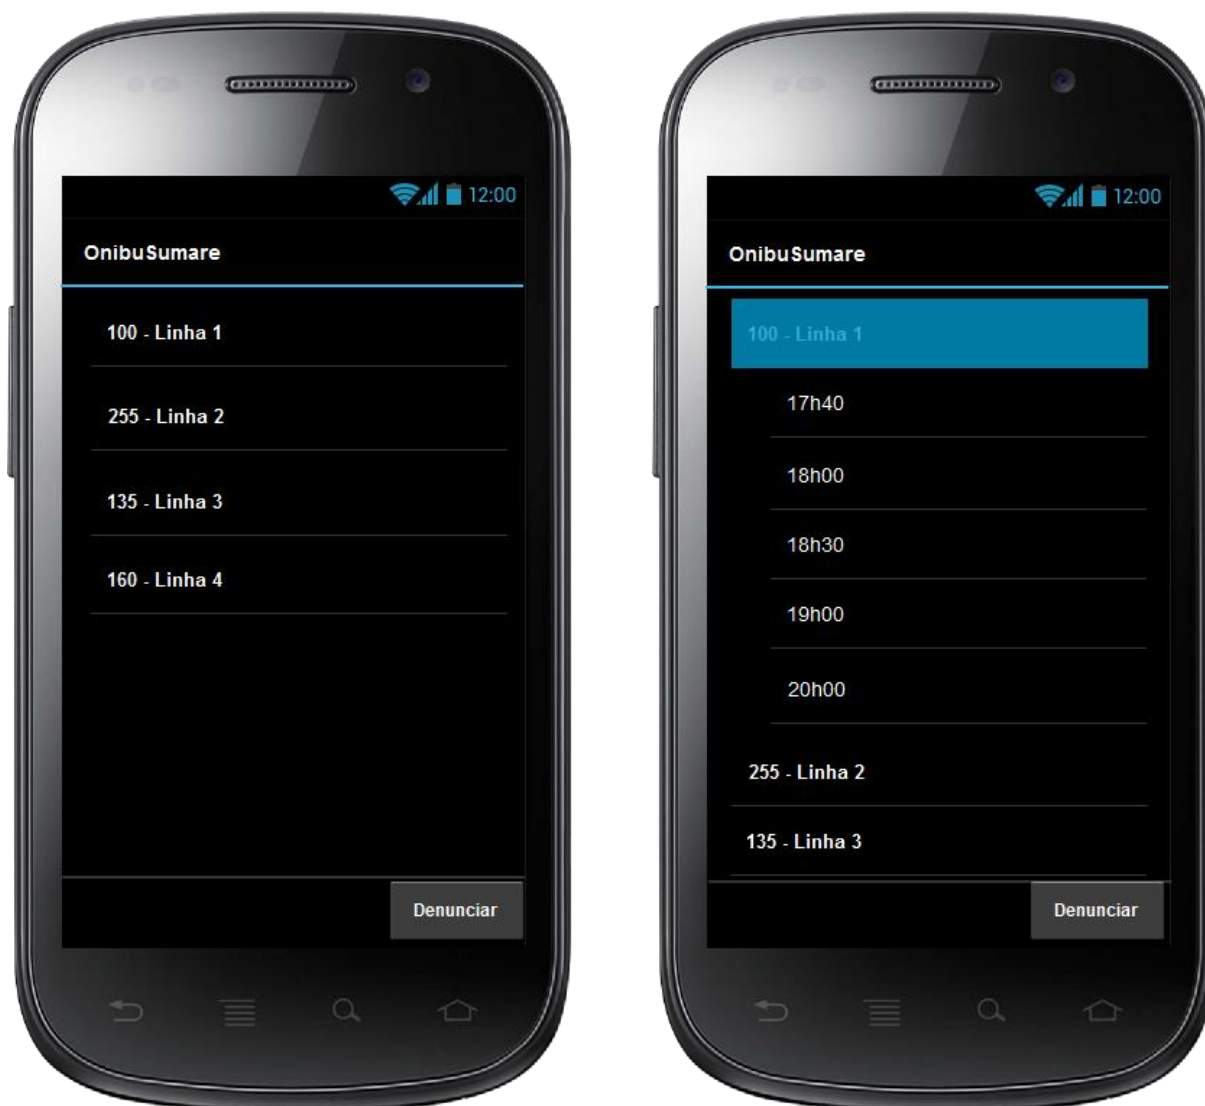 12:00
OnibuSumare
100 - Linha 1
255 - Linha 2
135 - Linha 3
160 - Linha 4
Denunciar
12:00
OnibuSumare
100 - Linha 1
17h40
18h00
18h30
19h00
20h00
255 - Linha 2
135 - Linha 3
Denunciar